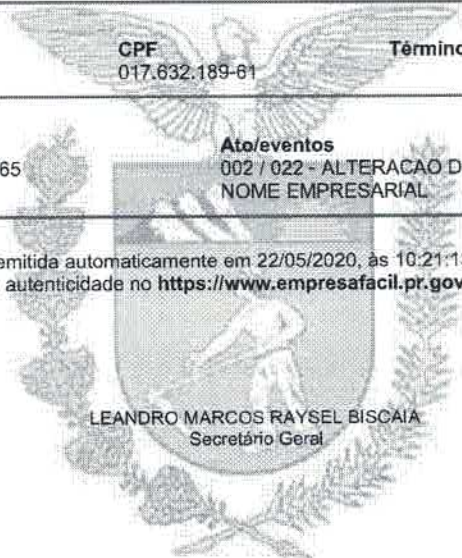 CPF
Término
017.632.189-61
Ato/eventos
65
002 / 022 - ALTERACAO D
NOME EMPRESARIAL
emitida automaticamente em 22/05/2020, às 10:21:1
autenticidade no https://www.empresafacil.pr.gov
LEANDRO MARCOS RAYSEL BISCAIA
Secretário Geral